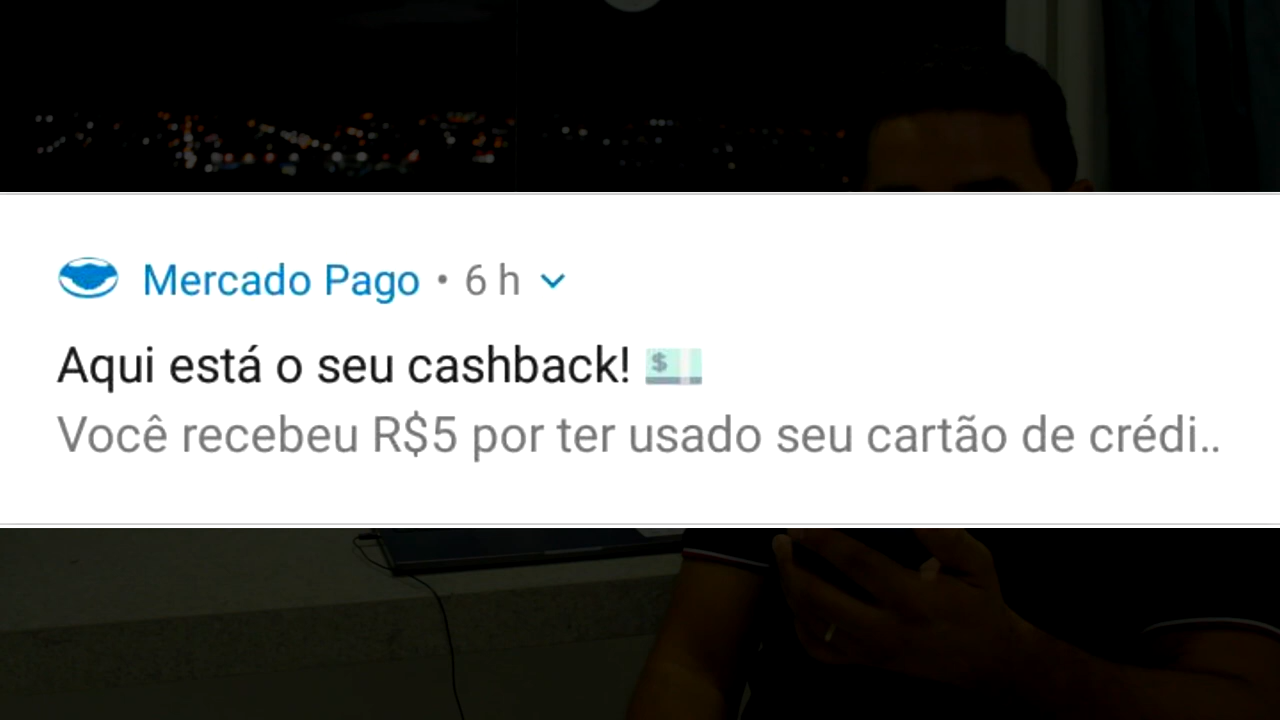 Mercado Pago • 6 h
Aqui está o seu cashback! 💵
Você recebeu R$5 por ter usado seu cartão de crédi..